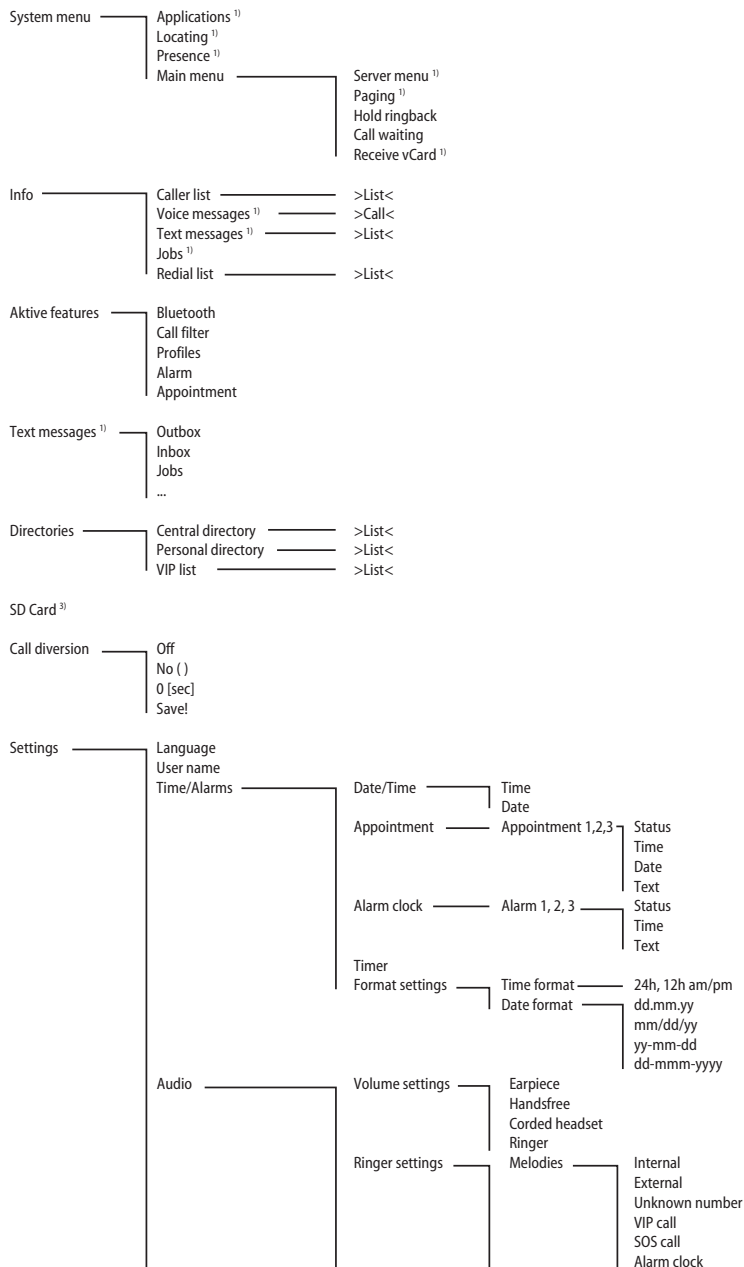 System menu Applications 1)
Locating 1)
Presence 1)
Main menu Server menu 1)
Paging 1)
Hold ringback
Call waiting
Receive vCard 1)
Info Caller list >List<
Voice messages 1) >Call<
Text messages 1) >List<
Jobs 1)
Redial list >List<
Aktive features Bluetooth
Call filter
Profiles
Alarm
Appointment
Text messages 1) Outbox
Inbox
Jobs
...
Directories Central directory >List<
Personal directory >List<
VIP list >List<
SD Card 3)
Call diversion Off
No ( )
0 [sec]
Save!
Settings Language
User name
Time/Alarms Date/Time Time
Date
Appointment Appointment 1,2,3 Status
Time
Date
Text
Alarm clock Alarm 1, 2, 3 Status
Time
Text
Timer
Format settings Time format 24h, 12h am/pm
Date format dd.mm.yy
mm/dd/yy
yy-mm-dd
dd-mmm-yyyy
Audio Volume settings Earpiece
Handsfree
Corded headset
Ringer
Ringer settings Melodies Internal
External
Unknown number
VIP call
SOS call
Alarm clock